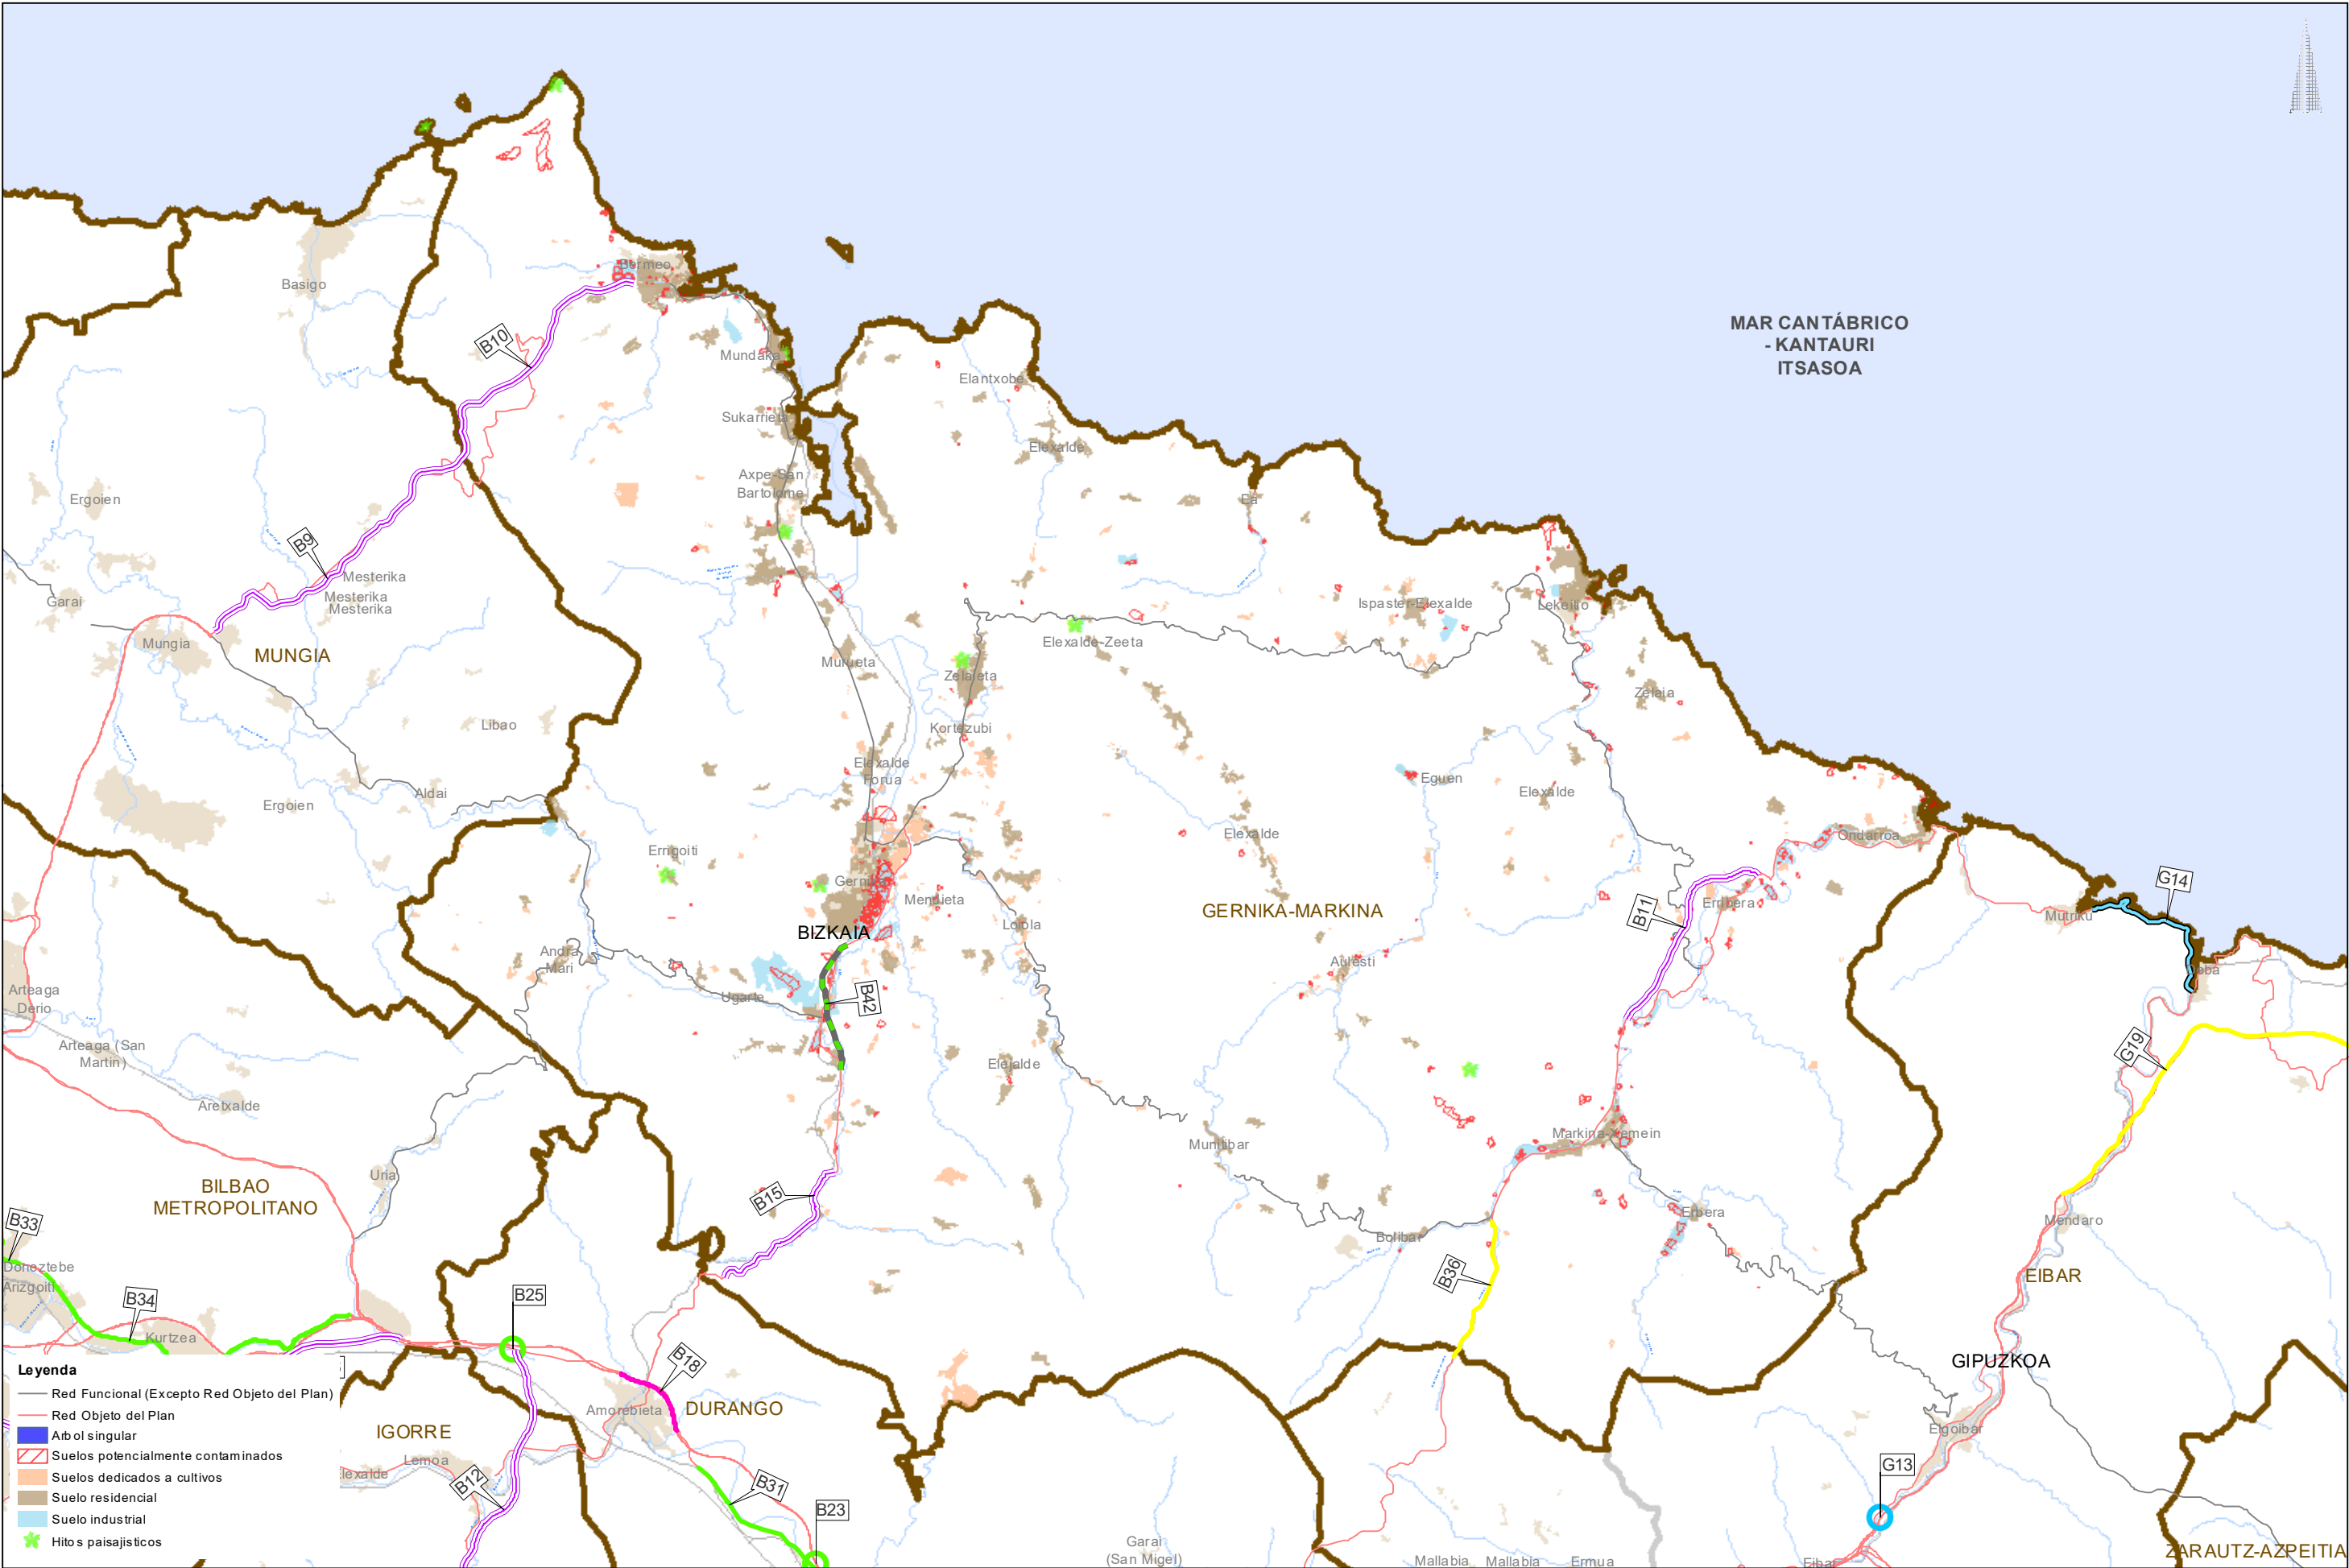 MAR CANTÁBRICO
- KANTAURI
ITSASOA
Bermeo
Basigo
B10
Mundaka
Elantxobe
Sukarrieta
Elexalde
Axpe-San
Bartolome
Ergoien
Ea
B9
Mesterika
Mesterika
Mesterika
Garai
Ispaster-Elexalde
Lekeitio
Mungia
MUNGIA
Elexalde-Zeeta
Murueta
Zelaieta
Zelaia
Libao
Kortezubi
Elexalde
Forua
Eguen
Aldai
Ergoien
Elexalde
Elexalde
Ondarroa
Errigoiti
Gernika
G14
Mendieta
Erribera
GERNIKA-MARKINA
B11
Mutriku
Loiola
BIZKAIA
Andra
Mari
Aulesti
Deba
Arteaga
Derio
Ugarte
B42
Arteaga (San
Martin)
G19
Elejalde
Aretxalde
Markina-Xemein
Munitibar
Uria
BILBAO
METROPOLITANO
B15
Erbera
B33
Mendaro
Bolibar
Doneztebe
Arizgoiti
B36
EIBAR
B34
B25
Kurtzea
GIPUZKOA
B18
Amorebieta
DURANGO
IGORRE
Elgoibar
Lemoa
Elexalde
B12
B31
G13
B23
Garai
(San Migel)
Mallabia
Mallabia
Ermua
Eibar
ZARAUTZ-AZPEITIA
Leyenda
Red Funcional (Excepto Red Objeto del Plan)
Red Objeto del Plan
Arbol singular
Suelos potencialmente contaminados
Suelos dedicados a cultivos
Suelo residencial
Suelo industrial
Hitos paisajísticos